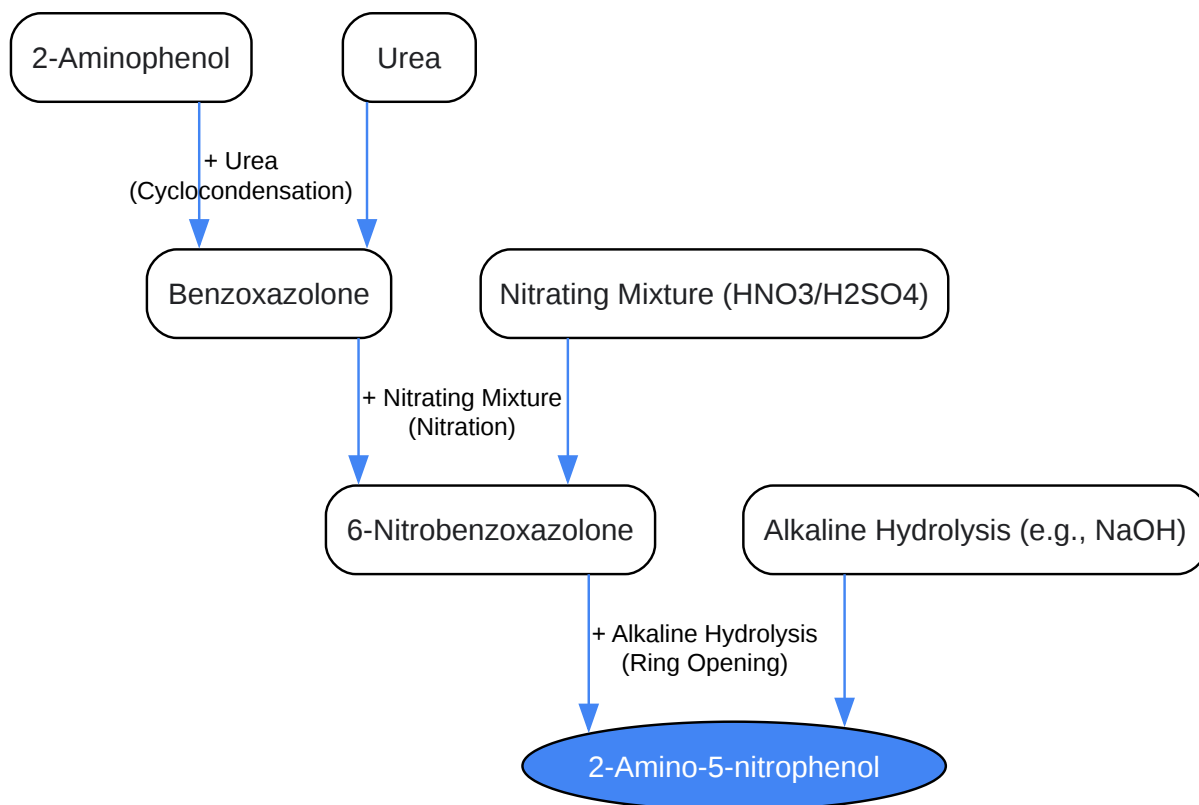 2-Aminophenol
Urea
+ Urea
(Cyclocondensation)
Benzoxazolone
Nitrating Mixture (HNO3/H2SO4)
+ Nitrating Mixture
(Nitration)
6-Nitrobenzoxazolone
Alkaline Hydrolysis (e.g., NaOH)
+ Alkaline Hydrolysis
(Ring Opening)
2-Amino-5-nitrophenol